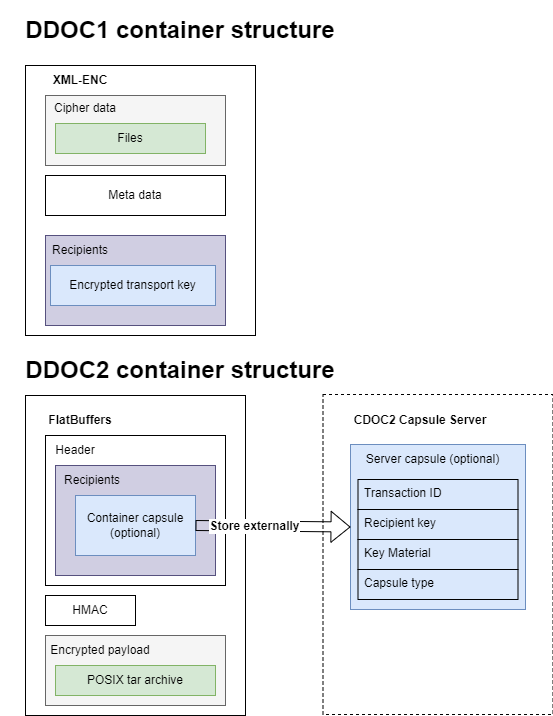 DDOC1 container structure
XML-ENC
Cipher data
Files
Meta data
Recipients
Encrypted transport key
DDOC2 container structure
FlatBuffers
Header
Recipients
Container capsule
(optional)
Store externally
HMAC
Encrypted payload
POSIX tar archive
CDOC2 Capsule Server
Server capsule (optional)
Transaction ID
Recipient key
Key Material
Capsule type